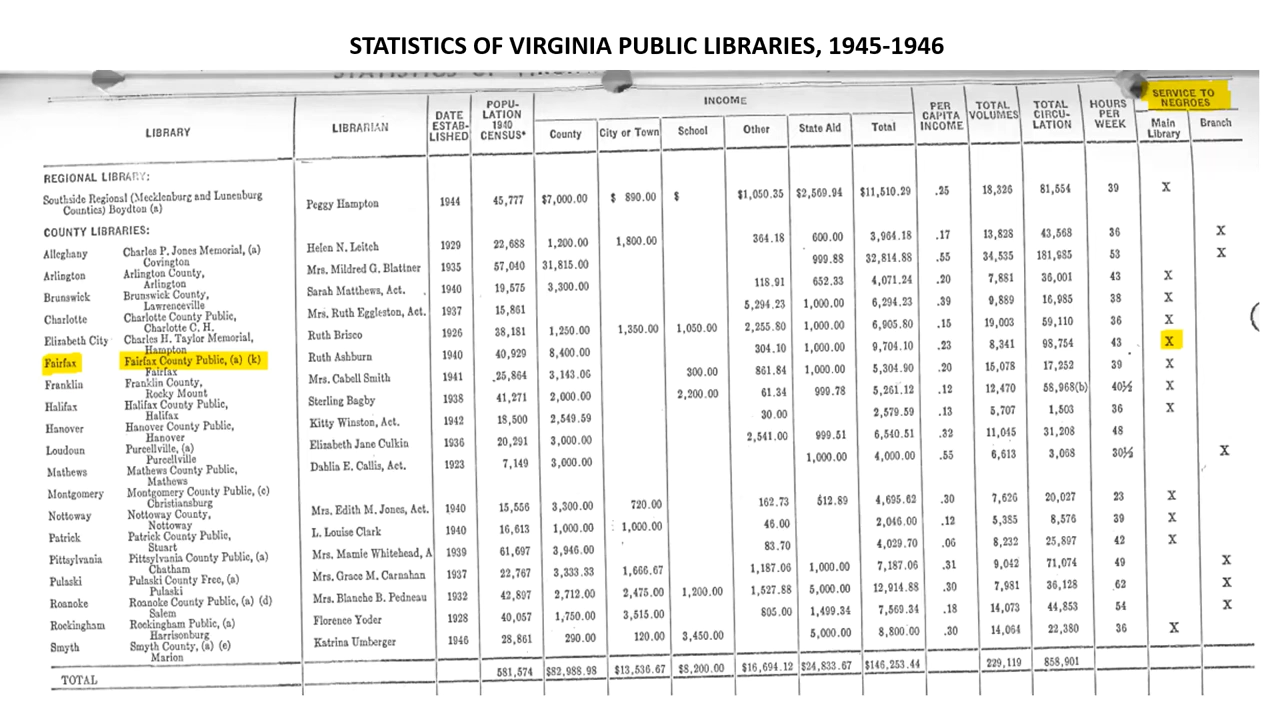 STATISTICS OF VIRGINIA PUBLIC LIBRARIES, 1945-1946
LIBRARY LIBRARIAN DATE ESTAB-LISHED POPU-LATION 1940 CENSUS* INCOME PER CAPITA INCOME TOTAL VOLUMES TOTAL CIRCU-LATION HOURS PER WEEK SERVICE TO NEGROES
County City or Town School Other State Aid Total Main Library Branch
REGIONAL LIBRARY:
Southside Regional (Mecklenburg and Lunenburg
Counties) Boydton (a) Peggy Hampton 1944 45,777 $7,000.00 $ 890.00 $ $1,050.35 $2,569.94 $11,510.29 .25 18,326 81,554 39 X
COUNTY LIBRARIES:
Alleghany Charles P. Jones Memorial, (a)
Covington Helen N. Leitch 1929 22,688 1,200.00 1,800.00 364.18 600.00 3,964.18 .17 13,828 43,568 36 X
Arlington Arlington County,
Arlington Mrs. Mildred G. Blattner 1935 57,040 31,815.00 999.88 32,814.88 .55 34,535 181,985 53 X
Brunswick Brunswick County,
Lawrenceville Sarah Matthews, Act. 1940 19,575 3,300.00 118.91 652.33 4,071.24 .20 7,881 36,001 43 X
Charlotte Charlotte County Public,
Charlotte C. H. Mrs. Ruth Eggleston, Act. 1937 15,861 5,294.23 1,000.00 6,294.23 .39 9,889 16,985 38 X
Elizabeth City Charles H. Taylor Memorial,
Hampton Ruth Brisco 1926 38,181 1,250.00 1,350.00 1,050.00 2,255.80 1,000.00 6,905.80 .15 19,003 59,110 36 X
Fairfax Fairfax County Public, (a) (k)
Fairfax Ruth Ashburn 1940 40,929 8,400.00 304.10 1,000.00 9,704.10 .23 8,341 98,754 43 X
Franklin Franklin County,
Rocky Mount Mrs. Cabell Smith 1941 25,864 3,143.06 300.00 861.84 1,000.00 5,304.90 .20 15,078 17,252 39 X
Halifax Halifax County Public,
Halifax Sterling Bagby 1938 41,271 2,000.00 2,200.00 61.34 999.78 5,261.12 .12 12,470 58,968(b) 40½ X
Hanover Hanover County Public,
Hanover Kitty Winston, Act. 1942 18,500 2,549.59 30.00 2,579.59 .13 5,707 1,503 36 X
Loudoun Purcellville, (a)
Purcellville Elizabeth Jane Culkin 1936 20,291 3,000.00 2,541.00 999.51 6,540.51 .32 11,045 31,208 48
Mathews Mathews County Public,
Mathews Dahlia E. Callis, Act. 1923 7,149 3,000.00 1,000.00 4,000.00 .55 6,613 3,068 30½ X
Montgomery Montgomery County Public, (c)
Christiansburg Mrs. Edith M. Jones, Act. 1940 15,556 3,300.00 720.00 162.73 512.89 4,695.62 .30 7,626 20,027 23 X
Nottoway Nottoway County,
Nottoway L. Louise Clark 1940 16,613 1,000.00 1,000.00 46.00 2,046.00 .12 5,385 8,576 39 X
Patrick Patrick County Public,
Stuart
Pittsylvania Pittsylvania County Public, (a)
Chatham Mrs. Mamie Whitehead, A 1939 61,697 3,946.00 83.70 4,029.70 .06 8,232 25,897 42 X
Pulaski Pulaski County Free, (a)
Pulaski Mrs. Grace M. Carnahan 1937 22,767 3,333.33 1,666.67 1,187.06 1,000.00 7,187.06 .31 9,042 71,074 49 X
Roanoke Roanoke County Public, (a) (d)
Salem Mrs. Blanche B. Pedneau 1932 42,897 2,712.00 2,475.00 1,200.00 1,527.88 5,000.00 12,914.88 .30 7,981 36,128 62 X
Rockingham Rockingham Public, (a)
Harrisonburg Florence Yoder 1928 40,057 1,750.00 3,515.00 805.00 1,499.34 7,569.34 .18 14,073 44,853 54 X
Smyth Smyth County, (a) (e)
Marion Katrina Umberger 1946 28,861 290.00 120.00 3,450.00 5,000.00 8,800.00 .30 14,064 22,380 36 X
TOTAL 581,574 $82,988.98 $13,536.67 $8,200.00 $16,694.12 $24,833.67 $146,253.44 229,119 858,901